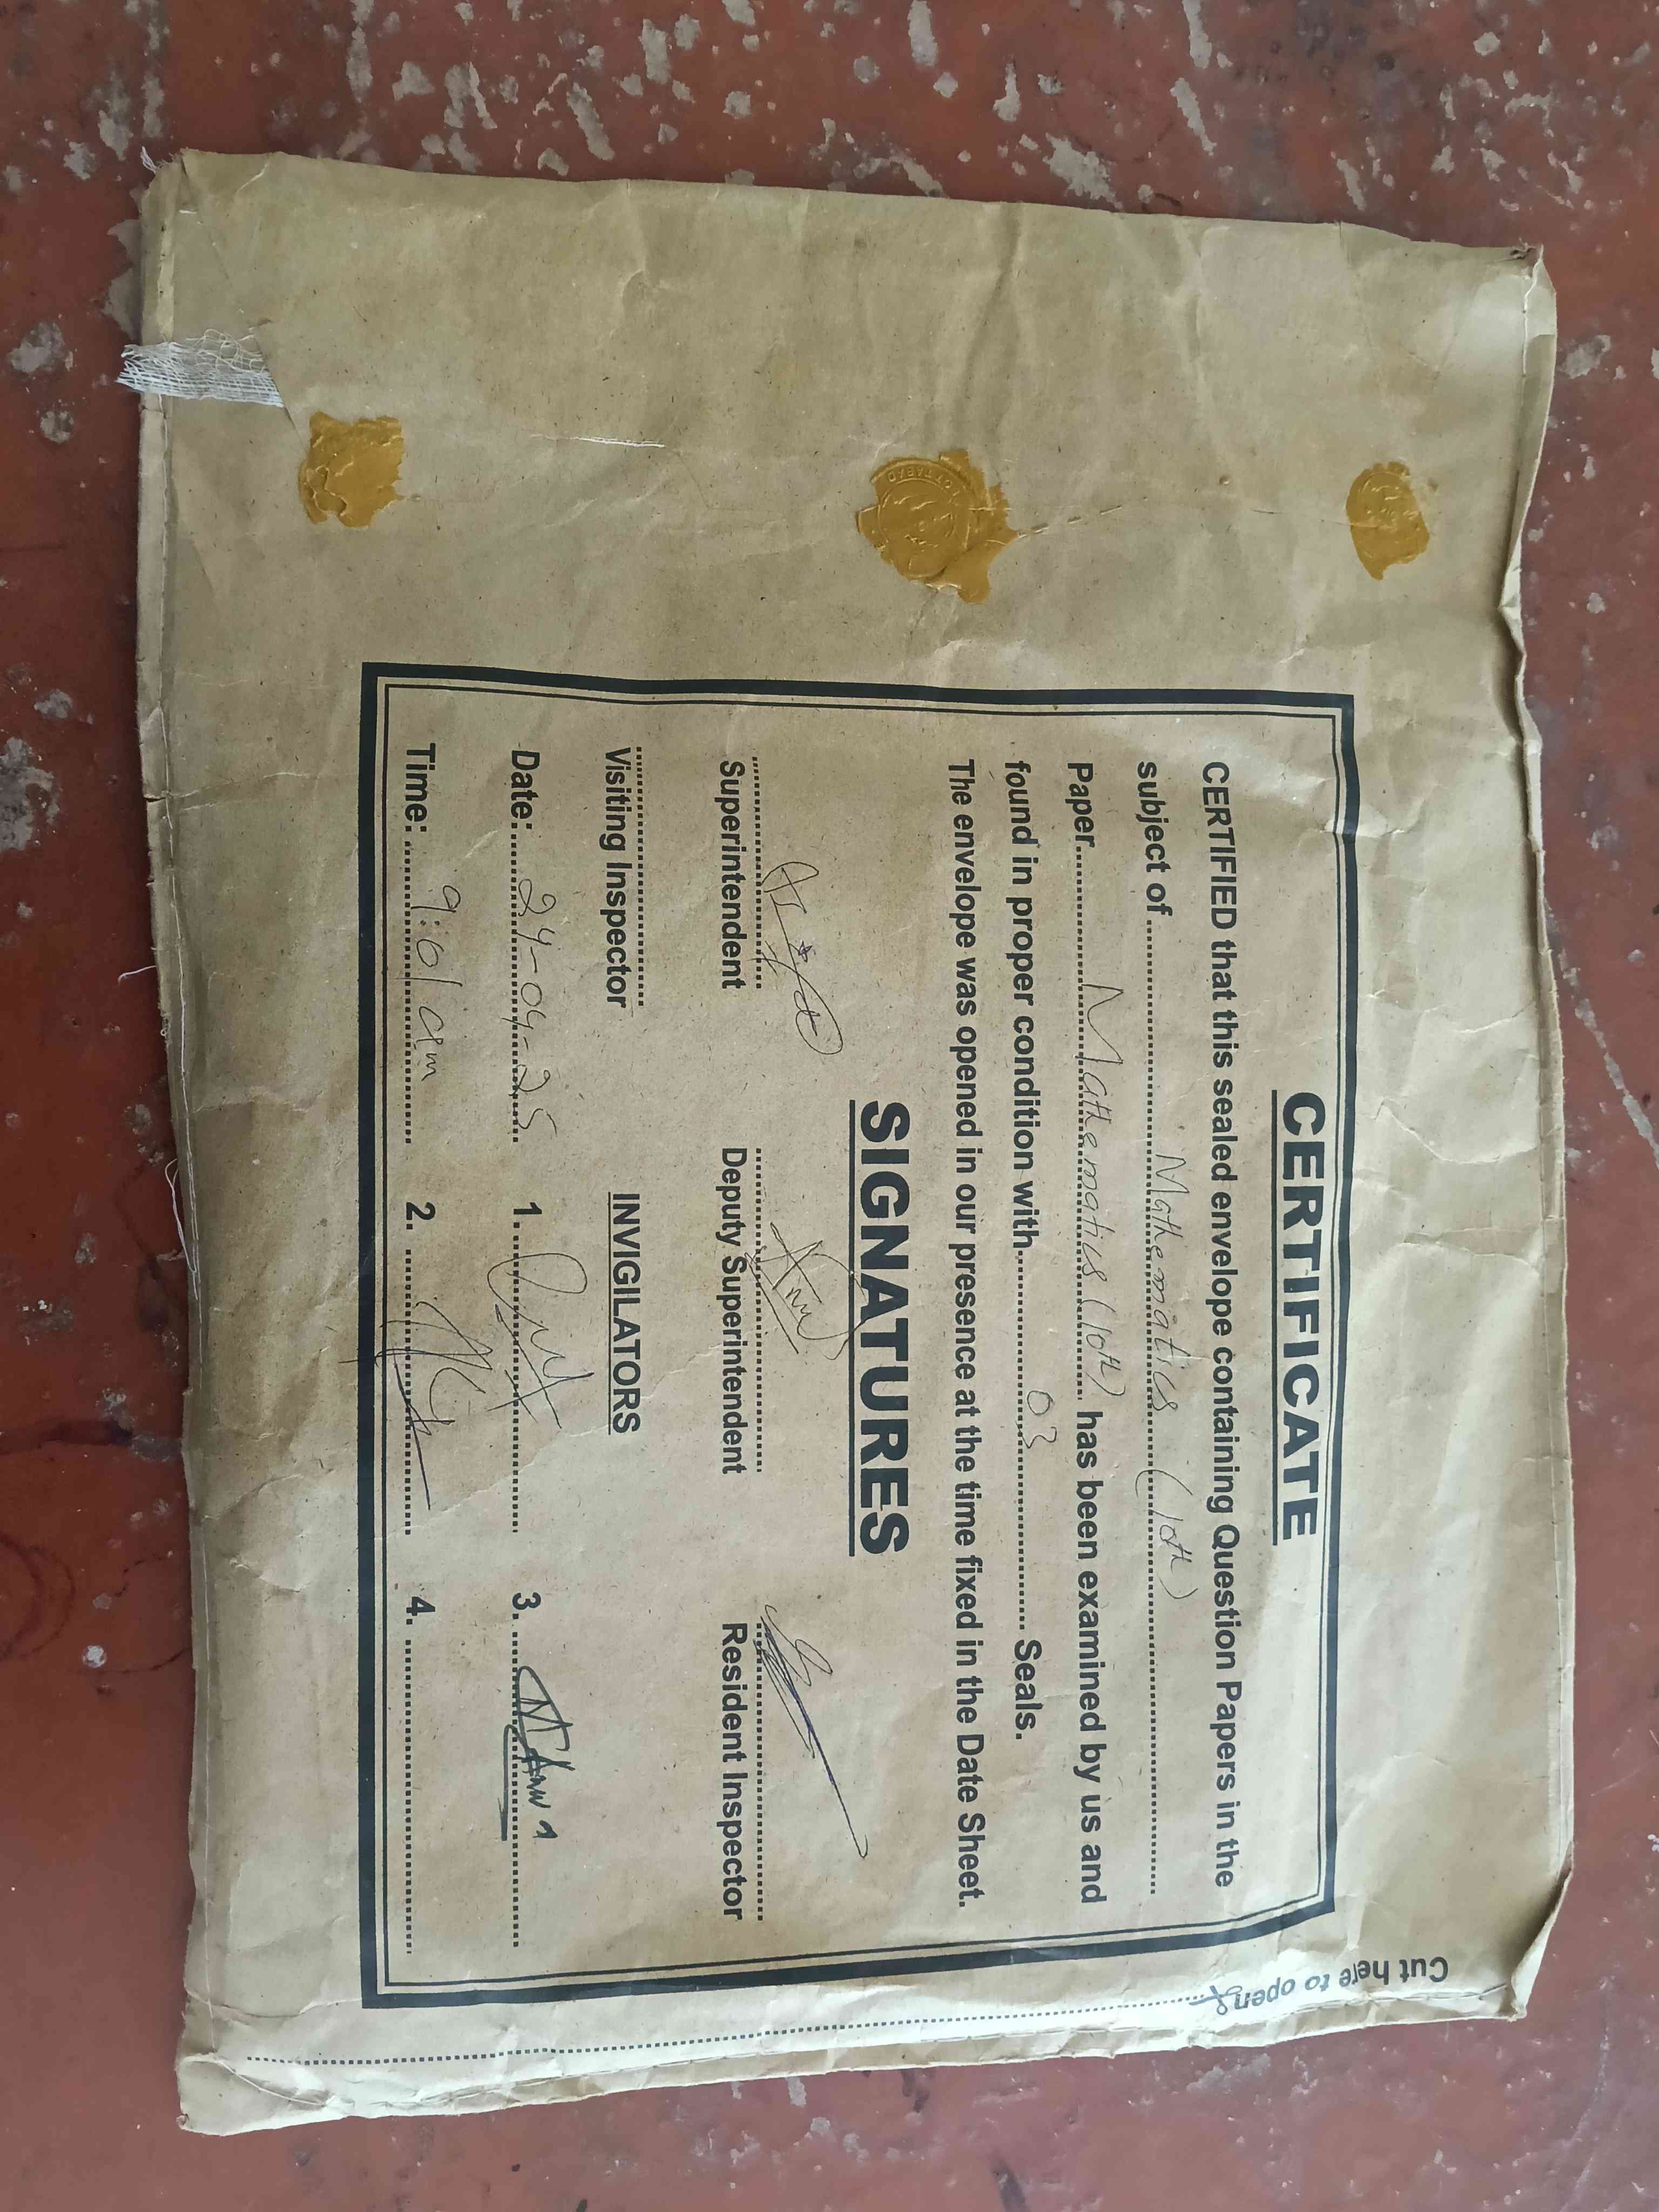 CERTIFICATE
CERTIFIED that this sealed envelope containing Question Papers in the
subject of Mathematics (10th)
Paper Mathematics (10th) has been examined by us and
found in proper condition with 03 Seals.
The envelope was opened in our presence at the time fixed in the Date Sheet.
SIGNATURES
Superintendent Deputy Superintendent Resident Inspector
Visiting Inspector
INVIGILATORS
Date: 24-04-25 1. 3.
Time: 9:01 am 2. 4.
Cut here to open